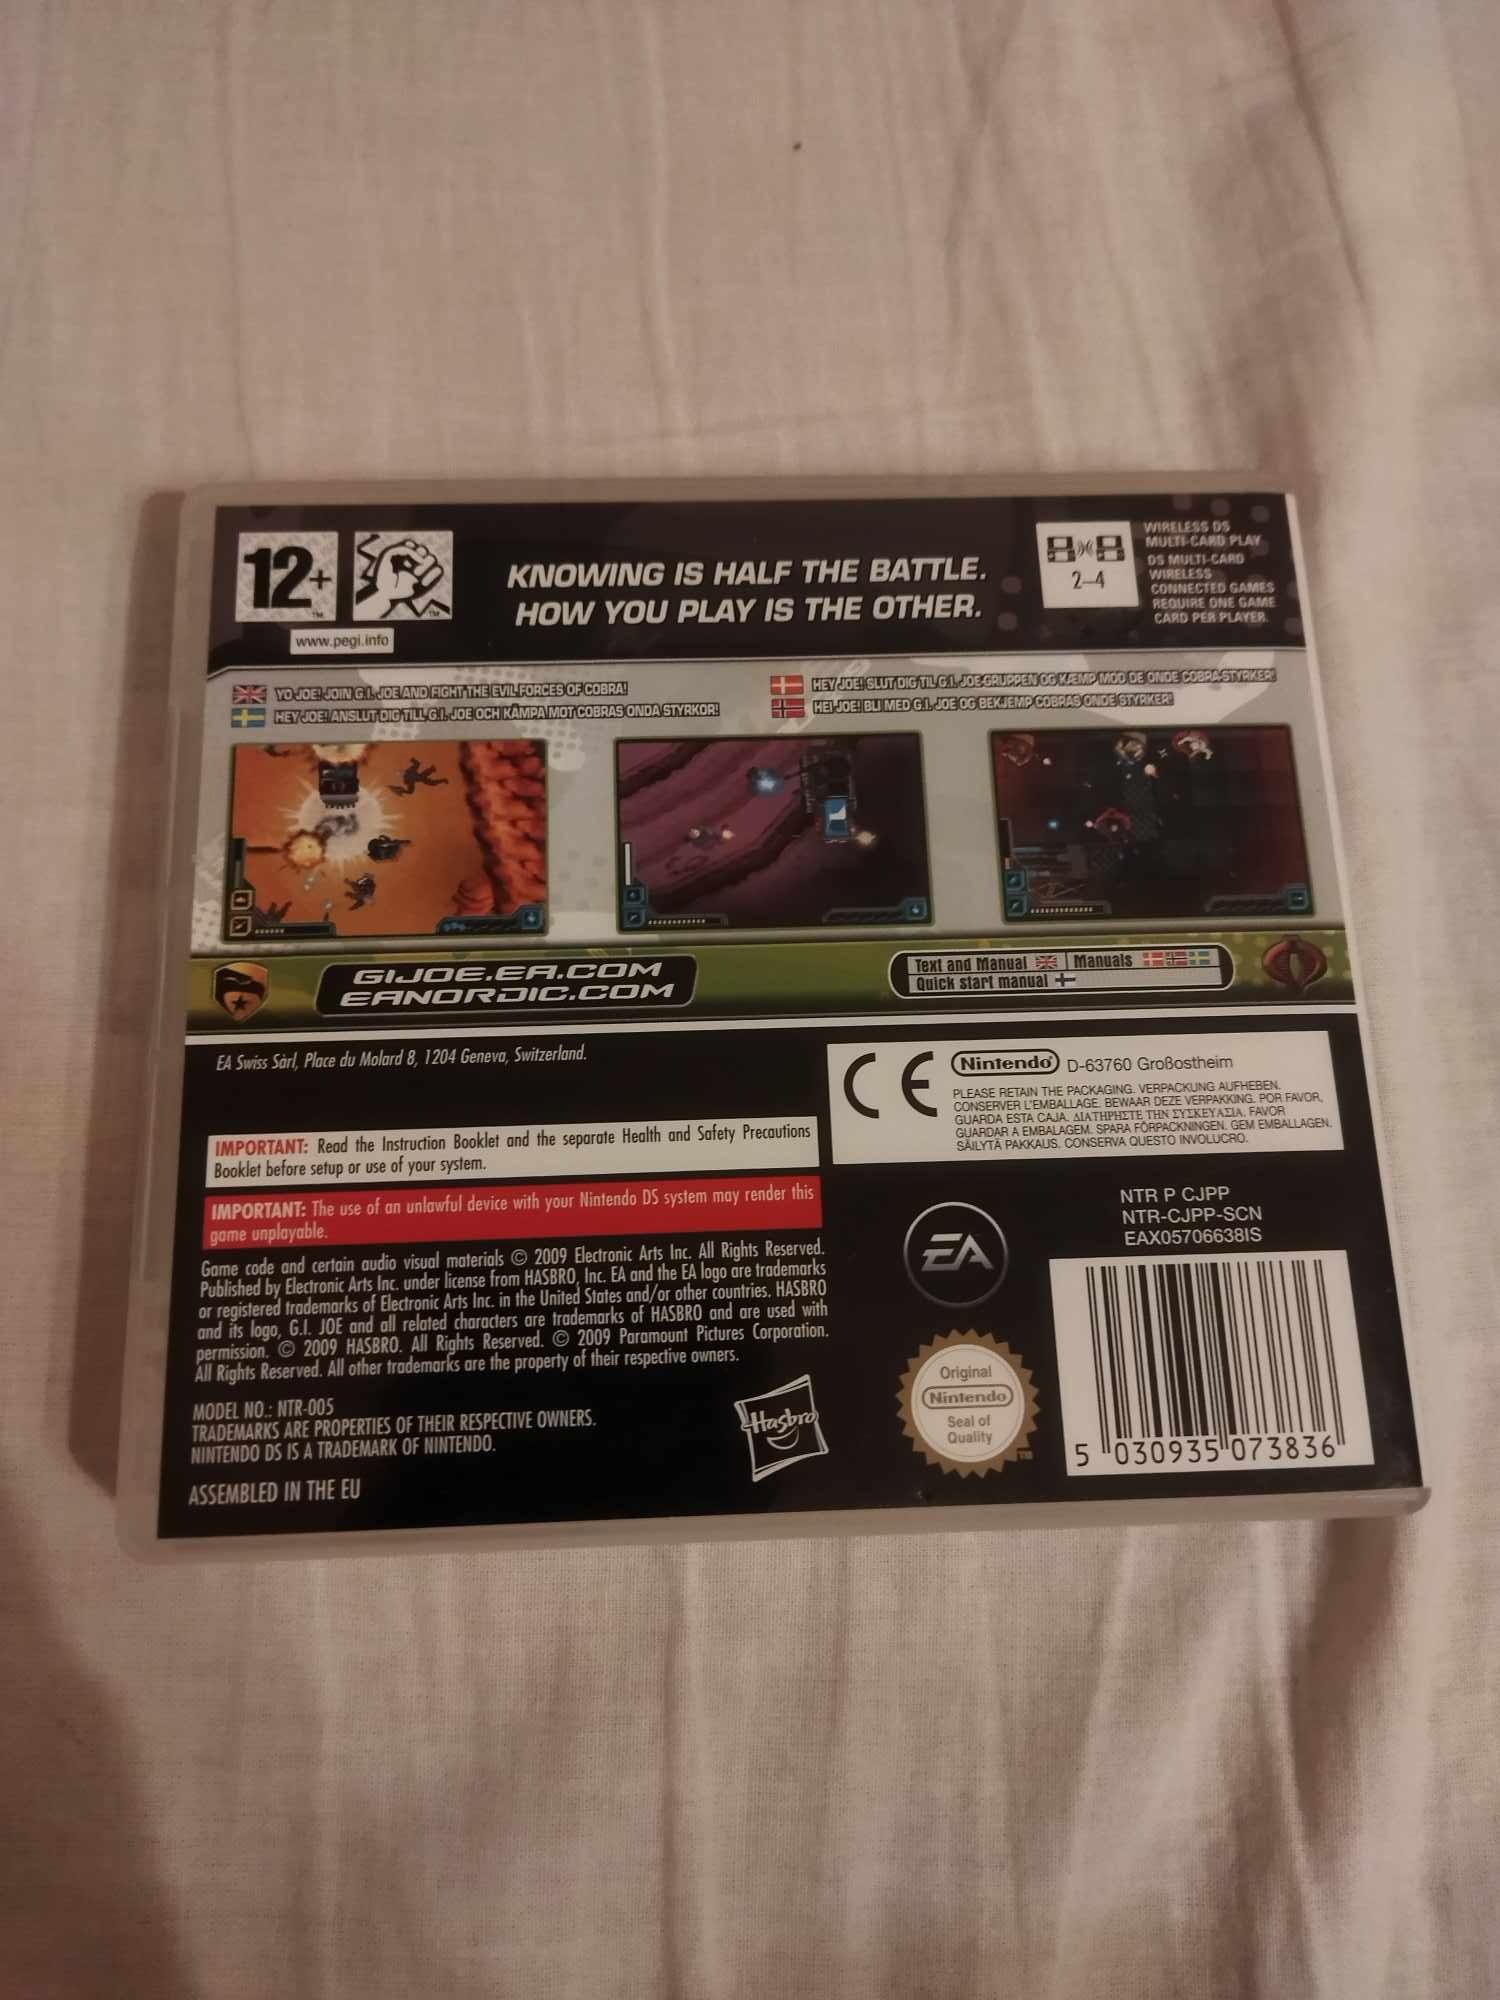 12+
www.pegi.info
KNOWING IS HALF THE BATTLE.
HOW YOU PLAY IS THE OTHER.
2–4
WIRELESS DS
MULTI-CARD PLAY
DS MULTI-CARD
WIRELESS
CONNECTED GAMES
REQUIRE ONE GAME
CARD PER PLAYER.
YO JOE! JOIN G.I. JOE AND FIGHT THE EVIL FORCES OF COBRA!
HEY JOE! ANSLUT DIG TILL G.I. JOE OCH KÄMPA MOT COBRAS ONDA STYRKOR!
HEY JOE! SLUT DIG TIL G.I. JOE-GRUPPEN OG KÆMP MOD DE ONDE COBRA-STYRKER!
HEI JOE! BLI MED G.I. JOE OG BEKJEMP COBRAS ONDE STYRKER!
GIJOE.EA.COM
EANORDIC.COM
Text and Manual
Manuals
Quick start manual
EA Swiss Sàrl, Place du Molard 8, 1204 Geneva, Switzerland.
CE
Nintendo D-63760 Großostheim
PLEASE RETAIN THE PACKAGING. VERPACKUNG AUFHEBEN.
CONSERVER L'EMBALLAGE. BEWAAR DEZE VERPAKKING. POR FAVOR,
GUARDA ESTA CAJA. ΔΙΑΤΗΡΗΣΤΕ ΤΗΝ ΣΥΣΚΕΥΑΣΙΑ. FAVOR
GUARDAR A EMBALAGEM. SPARA FÖRPACKNINGEN. GEM EMBALLAGEN.
SÄILYTÄ PAKKAUS. CONSERVA QUESTO INVOLUCRO.
IMPORTANT: Read the Instruction Booklet and the separate Health and Safety Precautions
Booklet before setup or use of your system.
IMPORTANT: The use of an unlawful device with your Nintendo DS system may render this
game unplayable.
Game code and certain audio visual materials © 2009 Electronic Arts Inc. All Rights Reserved.
Published by Electronic Arts Inc. under license from HASBRO, Inc. EA and the EA logo are trademarks
or registered trademarks of Electronic Arts Inc. in the United States and/or other countries. HASBRO
and its logo, G.I. JOE and all related characters are trademarks of HASBRO and are used with
permission. © 2009 HASBRO. All Rights Reserved. © 2009 Paramount Pictures Corporation.
All Rights Reserved. All other trademarks are the property of their respective owners.
MODEL NO.: NTR-005
TRADEMARKS ARE PROPERTIES OF THEIR RESPECTIVE OWNERS.
NINTENDO DS IS A TRADEMARK OF NINTENDO.
ASSEMBLED IN THE EU
Hasbro
EA
Original
Nintendo
Seal of
Quality
TM
NTR P CJPP
NTR-CJPP-SCN
EAX05706638IS
5 030935 073836